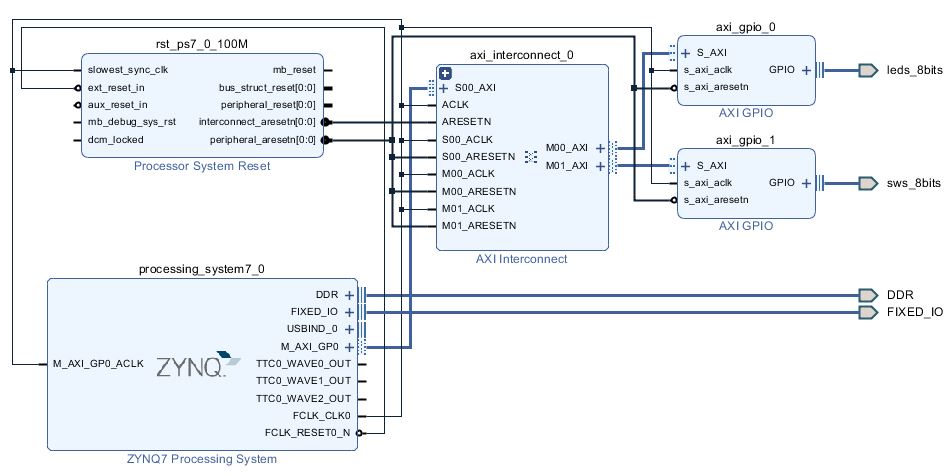 rst_ps7_0_100M
slowest_sync_clk
ext_reset_in
aux_reset_in
mb_debug_sys_rst
dcm_locked
mb_reset
bus_struct_reset[0:0]
peripheral_reset[0:0]
interconnect_aresetn[0:0]
peripheral_aresetn[0:0]
Processor System Reset
axi_interconnect_0
S00_AXI
ACLK
ARESETN
S00_ACLK
S00_ARESETN
M00_ACLK
M00_ARESETN
M01_ACLK
M01_ARESETN
M00_AXI
M01_AXI
AXI Interconnect
axi_gpio_0
S_AXI
s_axi_aclk
s_axi_aresetn
GPIO
AXI GPIO
leds_8bits
axi_gpio_1
S_AXI
s_axi_aclk
s_axi_aresetn
GPIO
AXI GPIO
sws_8bits
processing_system7_0
M_AXI_GP0_ACLK
ZYNQ
DDR
FIXED_IO
USBIND_0
M_AXI_GP0
TTC0_WAVE0_OUT
TTC0_WAVE1_OUT
TTC0_WAVE2_OUT
FCLK_CLK0
FCLK_RESET0_N
ZYNQ7 Processing System
DDR
FIXED_IO